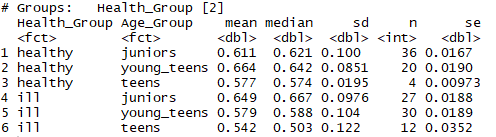 # Groups:   Health_Group [2]
  Health_Group Age_Group    mean median     sd     n      se
  <fct>        <fct>       <dbl>  <dbl>  <dbl> <int>   <dbl>
1 healthy      juniors     0.611  0.621 0.100     36 0.0167
2 healthy      young_teens 0.664  0.642 0.0851    20 0.0190
3 healthy      teens       0.577  0.574 0.0195     4 0.00973
4 ill          juniors     0.649  0.667 0.0976    27 0.0188
5 ill          young_teens 0.579  0.588 0.104     30 0.0189
6 ill          teens       0.542  0.503 0.122     12 0.0352